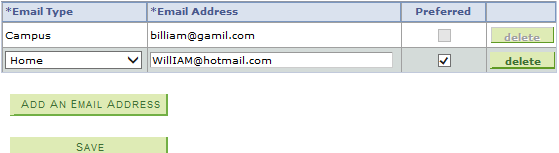 *Email Type *Email Address Preferred
Campus billiam@gamil.com delete
Home WillIAM@hotmail.com delete
ADD AN EMAIL ADDRESS
SAVE